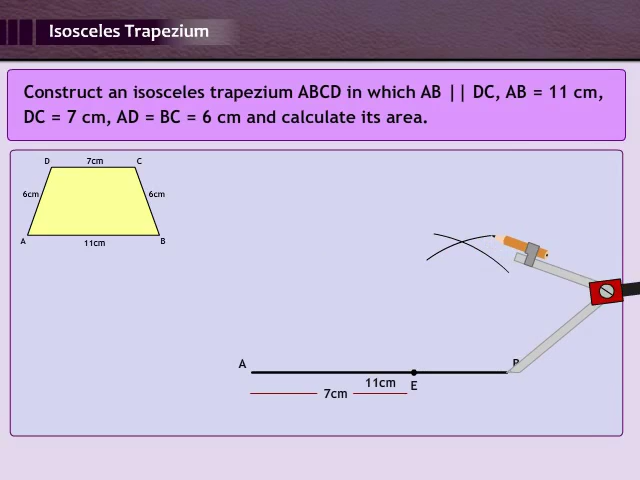 Isosceles Trapezium
Construct an isosceles trapezium ABCD in which AB || DC, AB = 11 cm,
DC = 7 cm, AD = BC = 6 cm and calculate its area.
D 7cm C
6cm 6cm
A 11cm B
A
11cm E
7cm